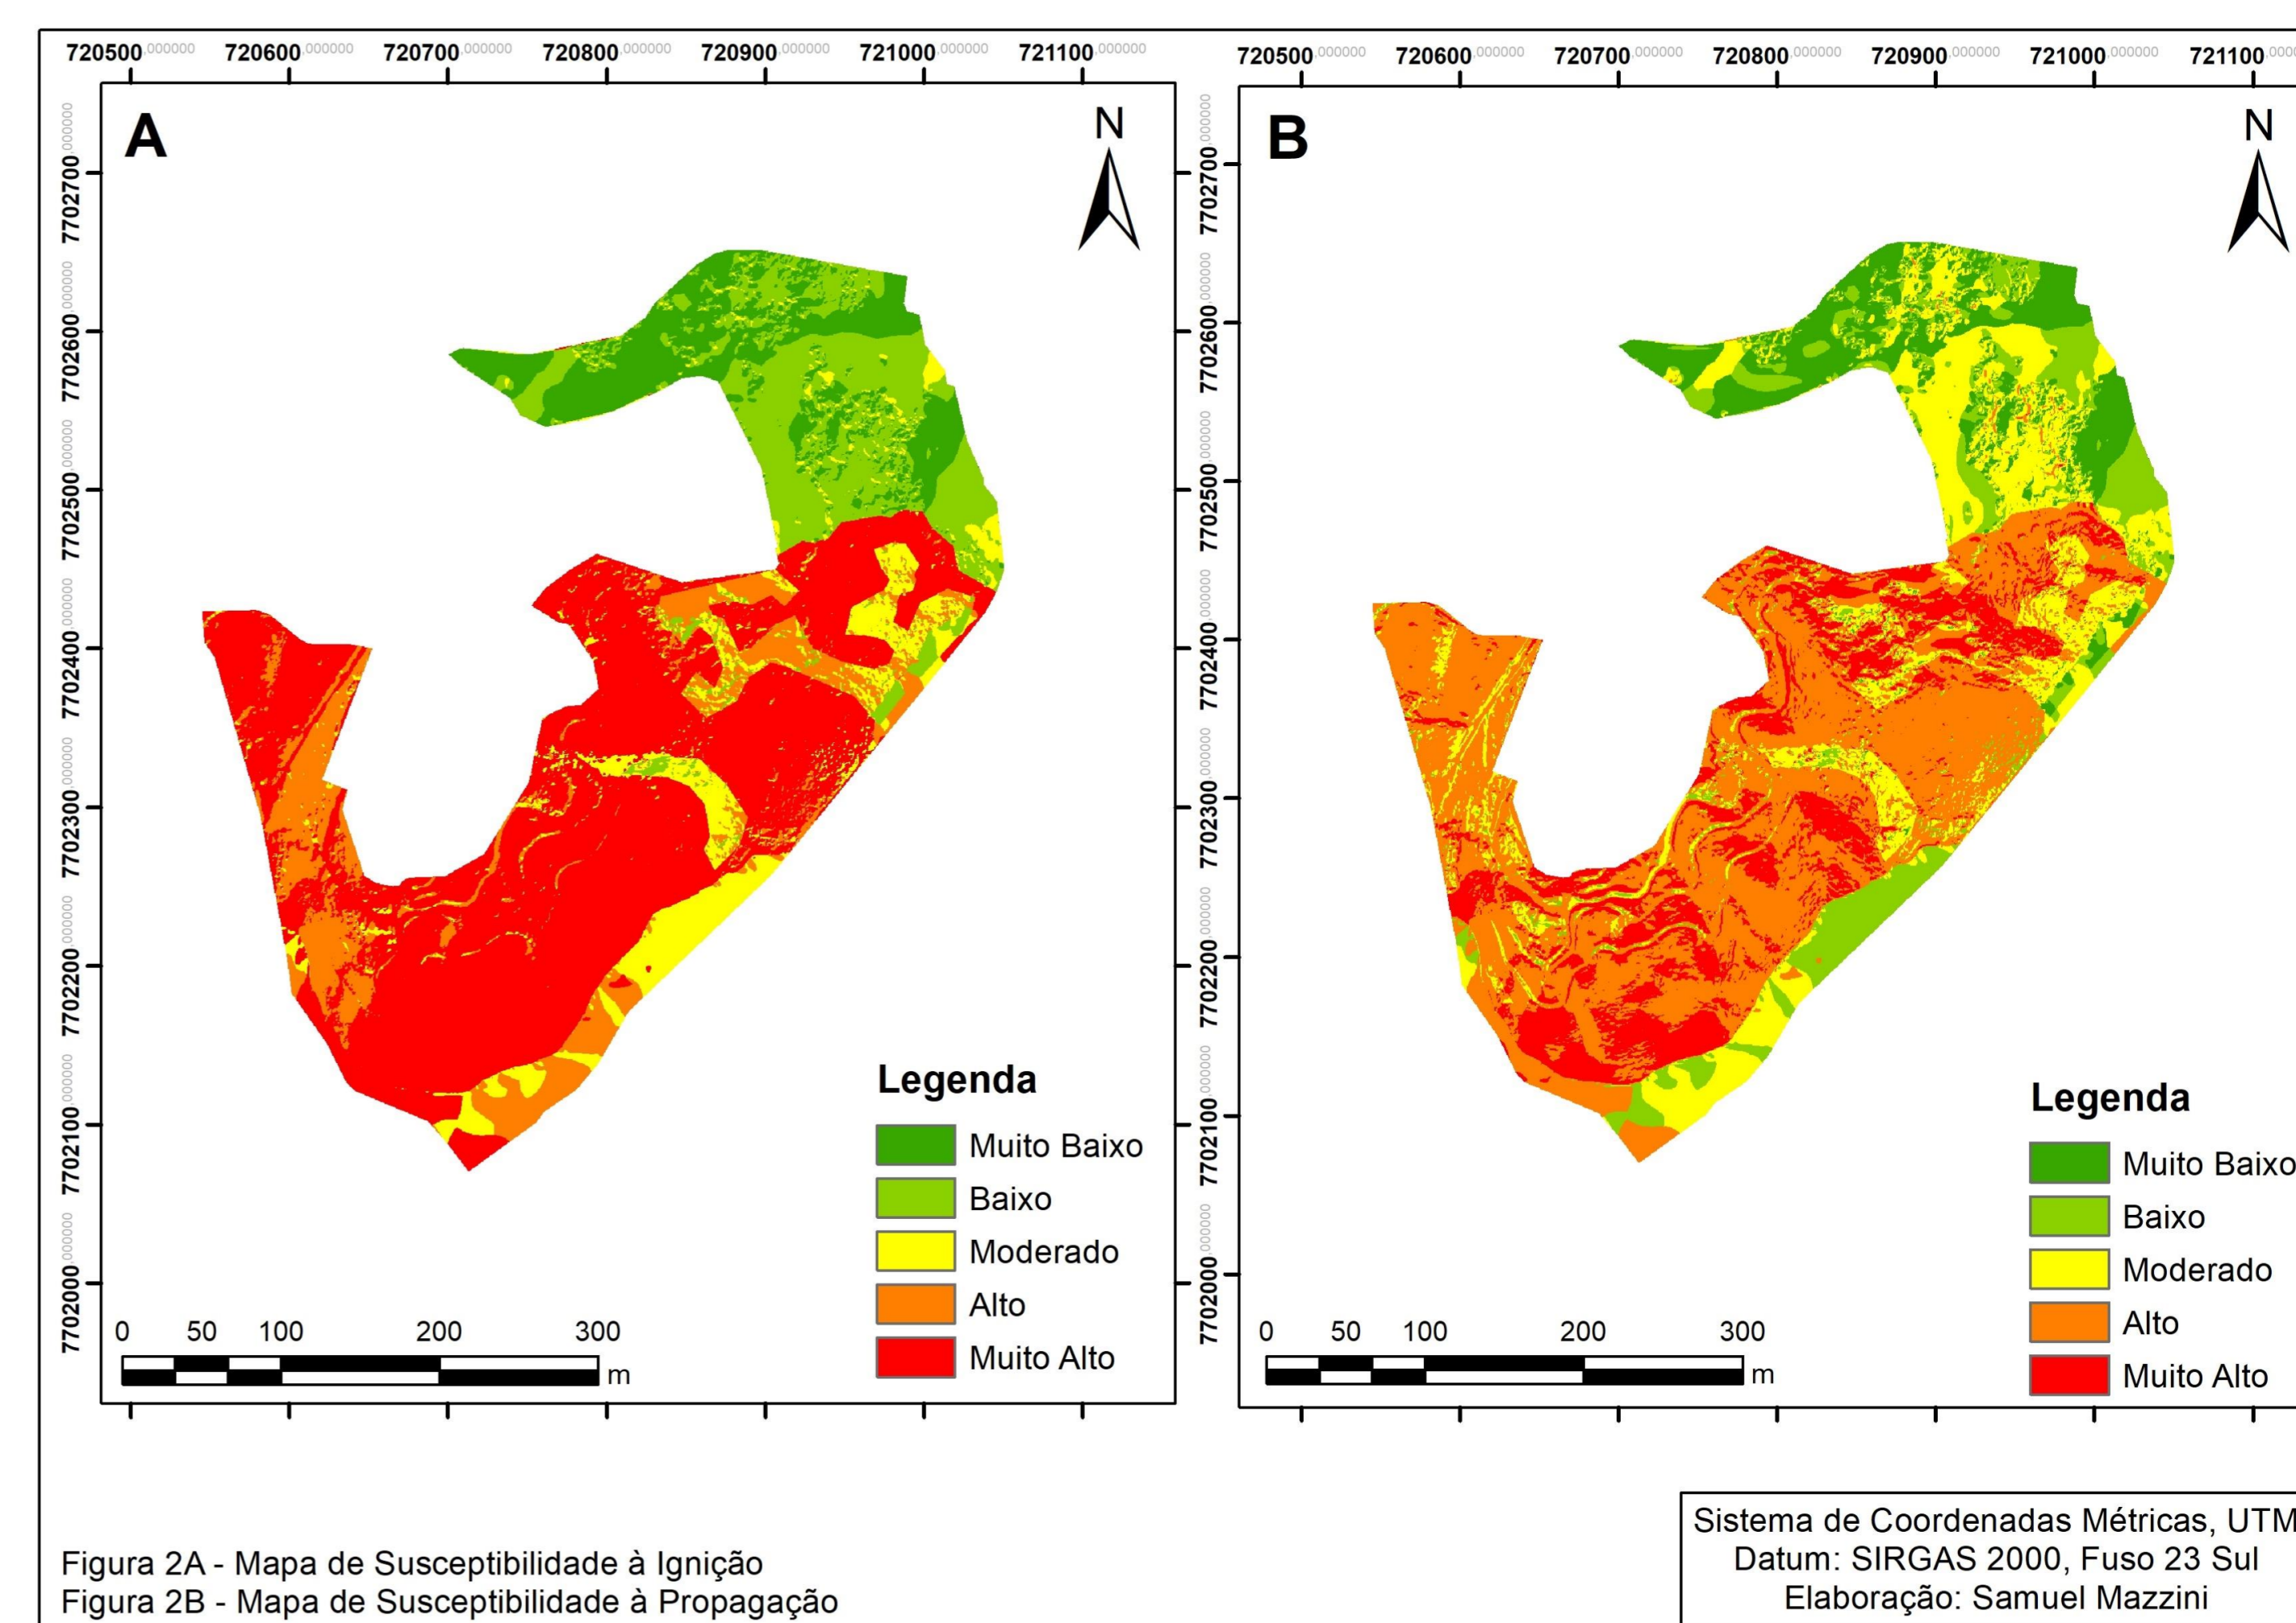 720500,000000 720600,000000 720700,000000 720800,000000 720900,000000 721000,000000 721100,000000
A
N
7702700,000000
7702600,000000
7702500,000000
7702400,000000
7702300,000000
7702200,000000
7702100,000000
7702000,000000
Legenda
Muito Baixo
Baixo
Moderado
Alto
Muito Alto
0 50 100 200 300
m
720500,000000 720600,000000 720700,000000 720800,000000 720900,000000 721000,000000 721100
B
N
7702700,000000
7702600,000000
7702500,000000
7702400,000000
7702300,000000
7702200,000000
7702100,000000
7702000,000000
Legenda
Muito Baixo
Baixo
Moderado
Alto
Muito Alto
0 50 100 200 300
m
Figura 2A - Mapa de Susceptibilidade à Ignição
Figura 2B - Mapa de Susceptibilidade à Propagação
Sistema de Coordenadas Métricas, UTM
Datum: SIRGAS 2000, Fuso 23 Sul
Elaboração: Samuel Mazzini